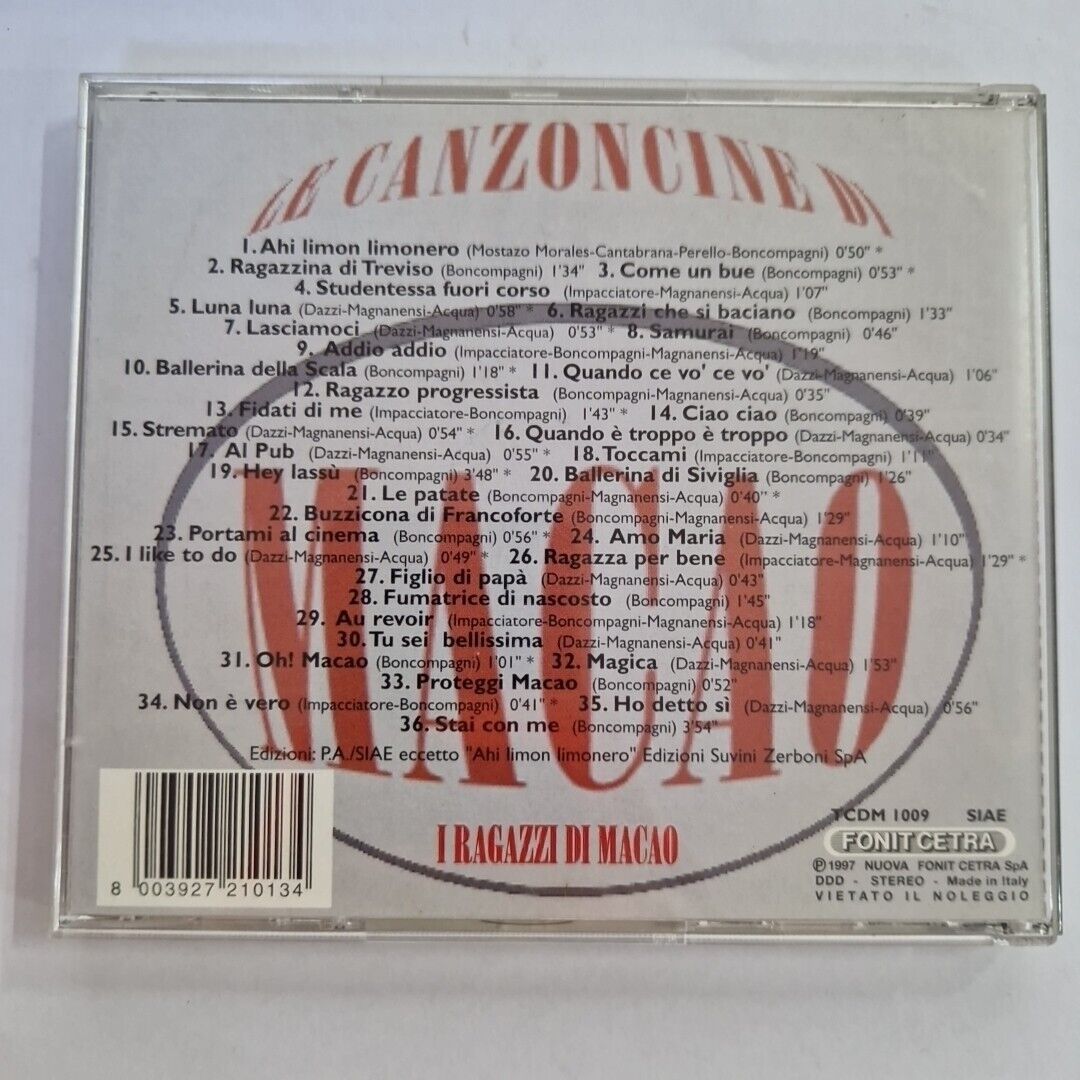 LE CANZONCINE DI
1. Ahi limon limonero (Mostazo Morales-Cantabrana-Perello-Boncompagni) 0'50" *
2. Ragazzina di Treviso (Boncompagni) 1'34" 3. Come un bue (Boncompagni) 0'53" *
4. Studentessa fuori corso (Impacciatore-Magnanensi-Acqua) 1'07
5. Luna luna (Dazzi-Magnanensi-Acqua) 0'58" * 6. Ragazzi che si baciano (Boncompagni) 1'33
7. Lasciamoci (Dazzi-Magnanensi-Acqua) 0'53" * 8. Samurai (Boncompagni) 0'46
9. Addio addio (Impacciatore-Boncompagni-Magnanensi-Acqua) 1'19"
10. Ballerina della Scala (Boncompagni) 1'18" * 11. Quando ce vo' ce vo' (Dazzi-Magnanensi-Acqua) 1'06
12. Ragazzo progressista (Boncompagni) 0'35
13. Fidati di me (Impacciatore-Boncompagni) 1'43" * 14. Ciao ciao (Boncompagni) 0'39
15. Stremato (Dazzi-Magnanensi-Acqua) 0'54" * 16. Quando è troppo è troppo (Dazzi-Magnanensi-Acqua) 0'34
17. Al Pub (Dazzi-Magnanensi-Acqua) 0'55" * 18. Toccami (Impacciatore-Boncompagni) 1'11"
19. Hey lassù (Boncompagni) 3'48" * 20. Ballerina di Siviglia (Boncompagni) 1'26"
21. Le patate (Boncompagni-Magnanensi-Acqua) 0'40" *
22. Buzzicona di Francoforte (Boncompagni-Magnanensi-Acqua) 1'29"
23. Portami al cinema (Boncompagni) 0'56" * 24. Amo Maria (Dazzi-Magnanensi-Acqua) 1'10"
25. I like to do (Dazzi-Magnanensi-Acqua) 0'49" * 26. Ragazza per bene (Impacciatore-Magnanensi-Acqua) 1'29" *
27. Figlio di papà (Dazzi-Magnanensi-Acqua) 0'43
28. Fumatrice di nascosto (Boncompagni) 1'45
29. Au revoir (Impacciatore-Boncompagni-Magnanensi-Acqua) 1'18
30. Tu sei bellissima (Dazzi-Magnanensi-Acqua) 0'41
31. Oh! Macao (Boncompagni) 1'01" * 32. Magica (Dazzi-Magnanensi-Acqua) 1'53
33. Proteggi Macao (Boncompagni) 0'52
34. Non è vero (Impacciatore-Boncompagni) 0'41" * 35. Ho detto sì (Dazzi-Magnanensi-Acqua) 0'56
36. Stai con me (Boncompagni) 3'54"
Edizioni: P.A./SIAE eccetto "Ahi limon limonero" Edizioni Suvini Zerboni SpA
MACAO
I RAGAZZI DI MACAO
8 003927 210134
TCDM 1009 SIAE
FONIT CETRA
℗ 1997 NUOVA FONIT CETRA SpA
DDD - STEREO - Made in Italy
VIETATO IL NOLEGGIO